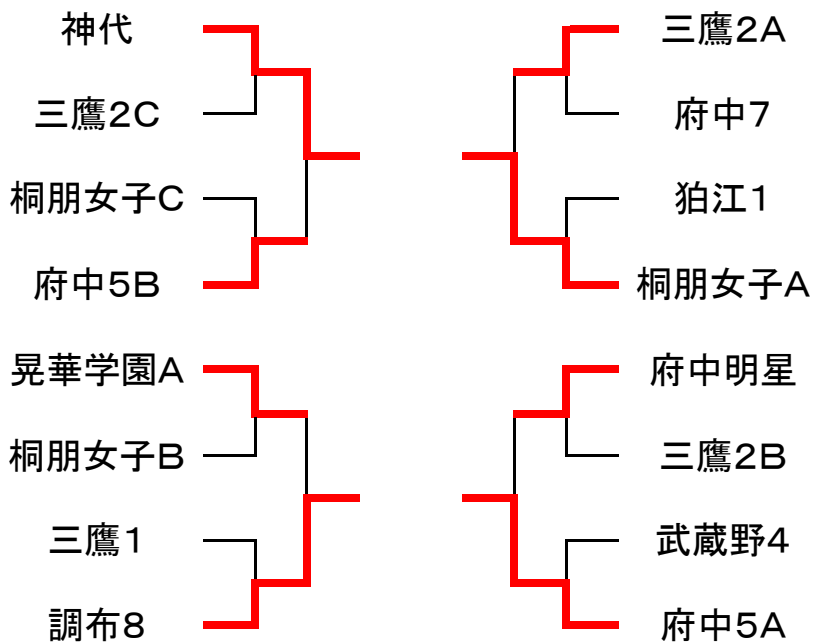 神代
三鷹2C
桐朋女子C
府中5B
晃華学園A
桐朋女子B
三鷹1
調布8
三鷹2A
府中7
狛江1
桐朋女子A
府中明星
三鷹2B
武蔵野4
府中5A